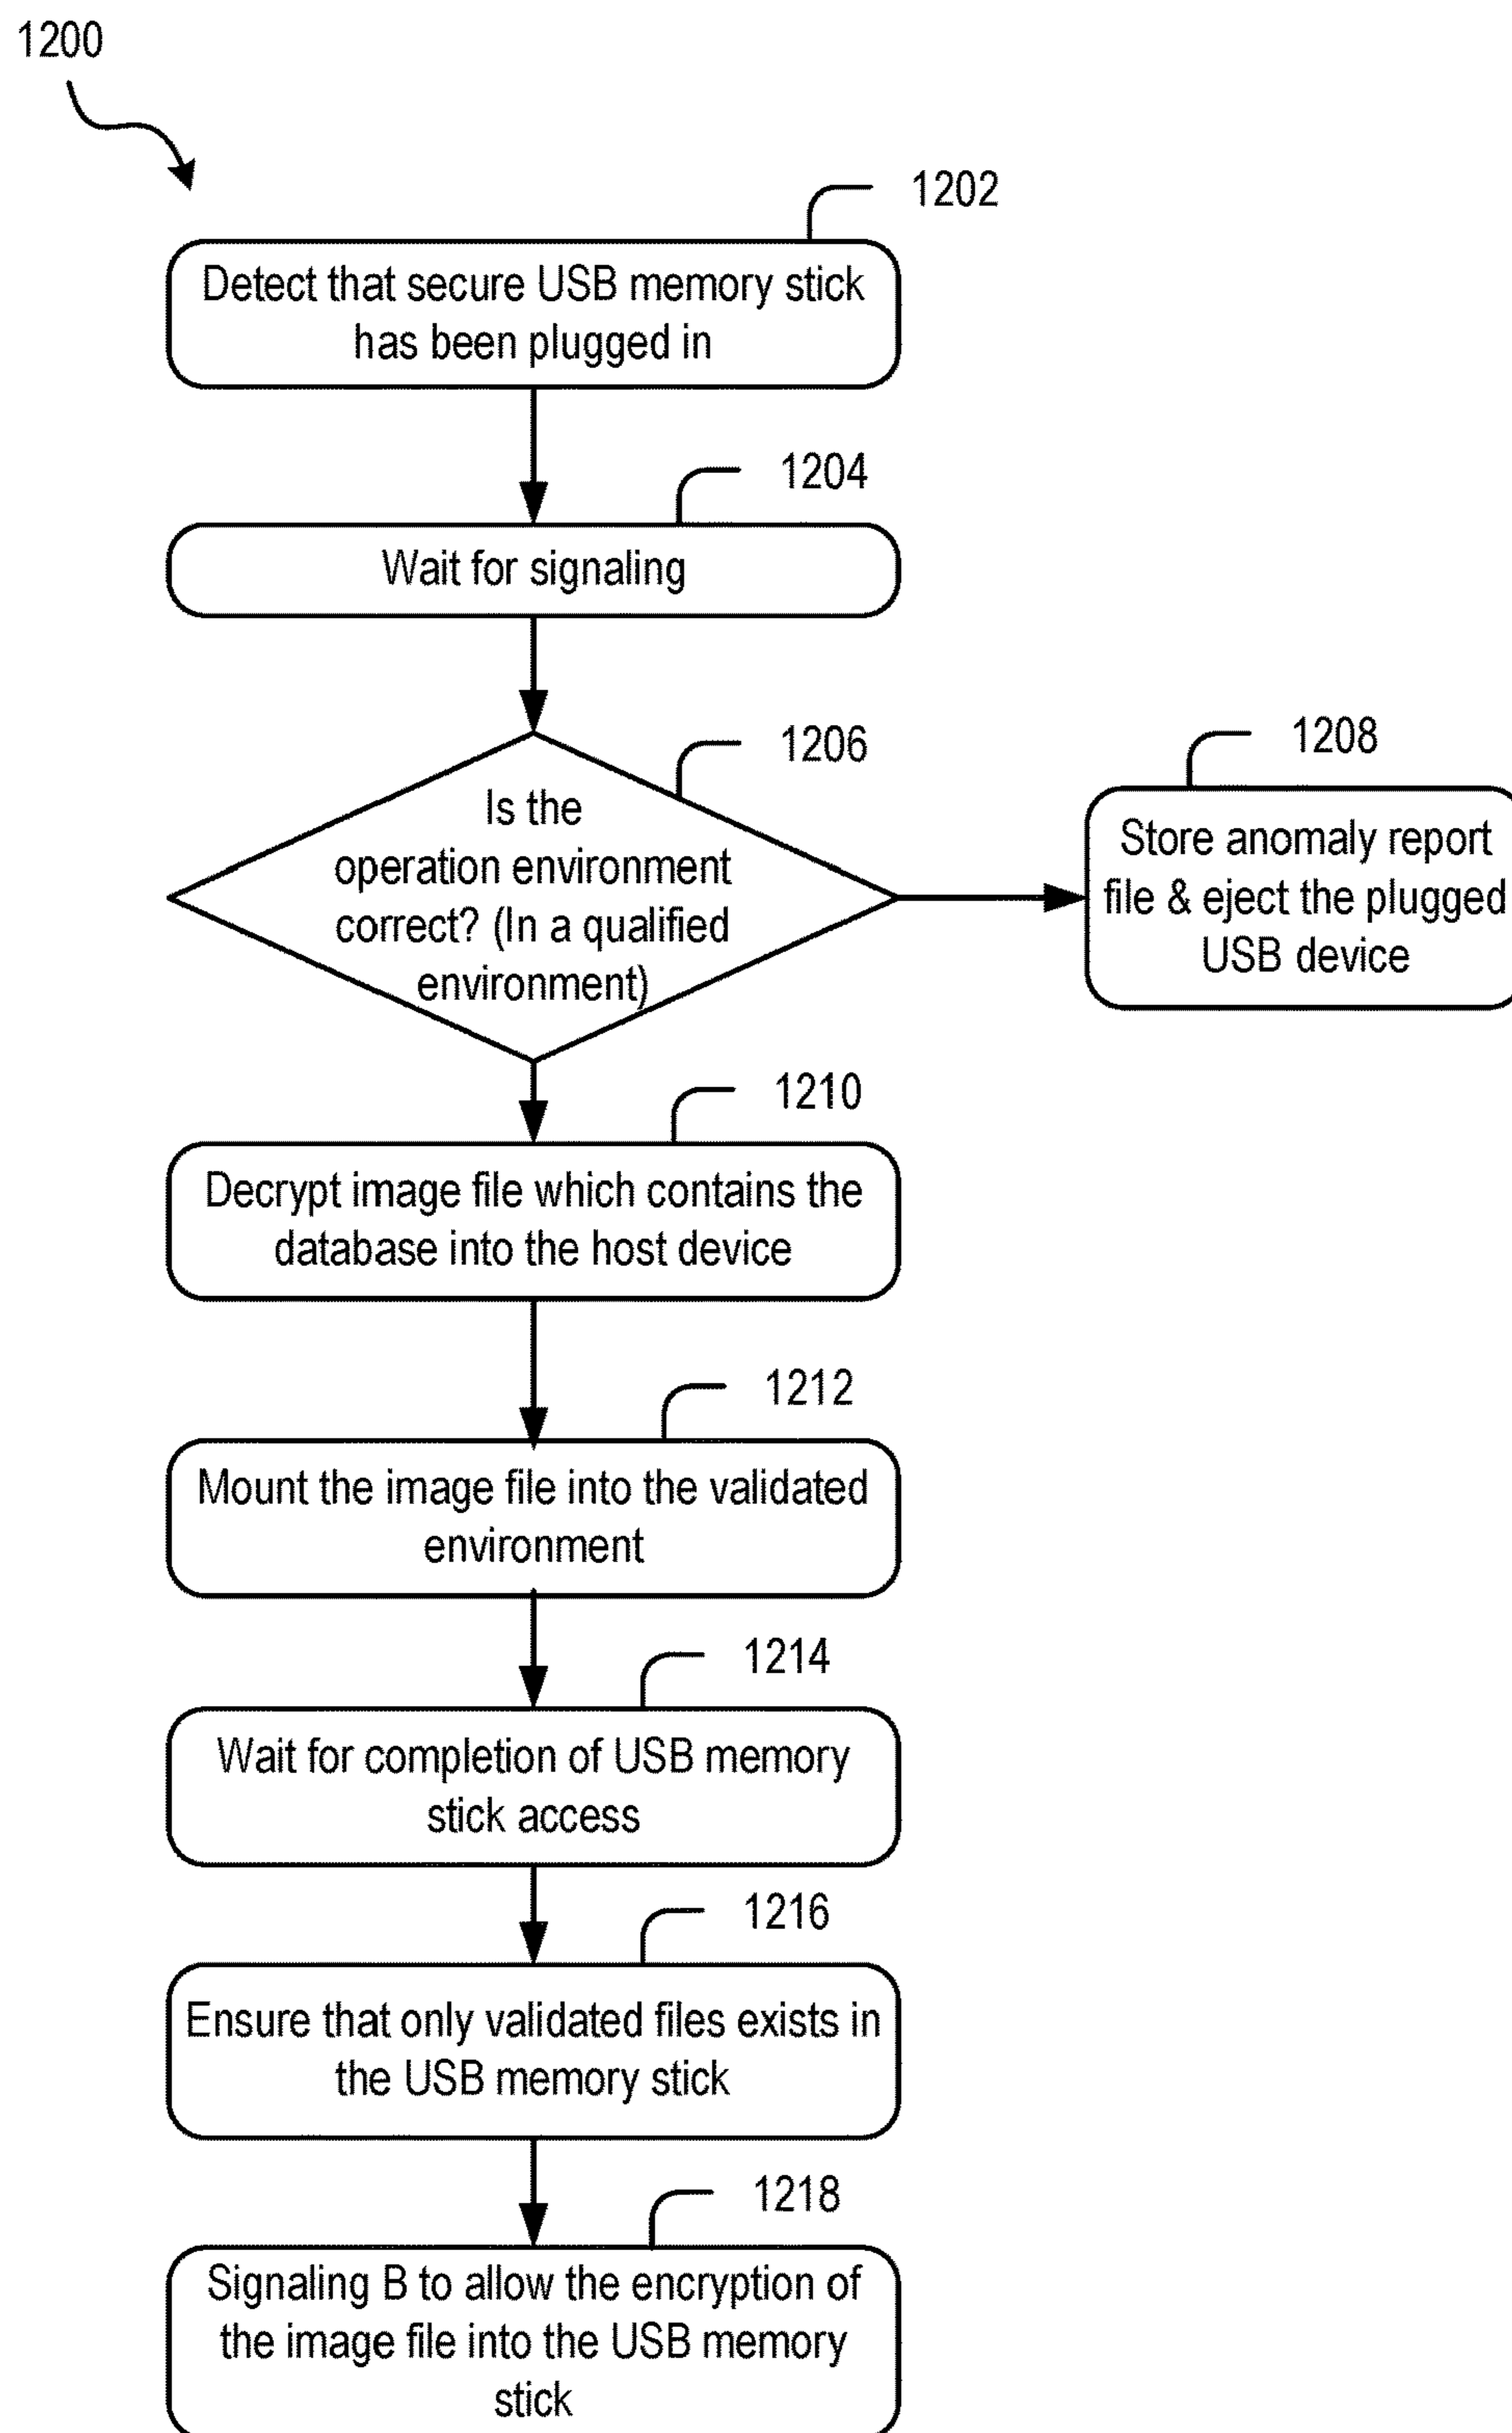 1200
1202
Detect that secure USB memory stick
has been plugged in
1204
Wait for signaling
1206
Is the
operation environment
correct? (In a qualified
environment)
1208
Store anomaly report
file & eject the plugged
USB device
1210
Decrypt image file which contains the
database into the host device
1212
Mount the image file into the validated
environment
1214
Wait for completion of USB memory
stick access
1216
Ensure that only validated files exists in
the USB memory stick
1218
Signaling B to allow the encryption of
the image file into the USB memory
stick